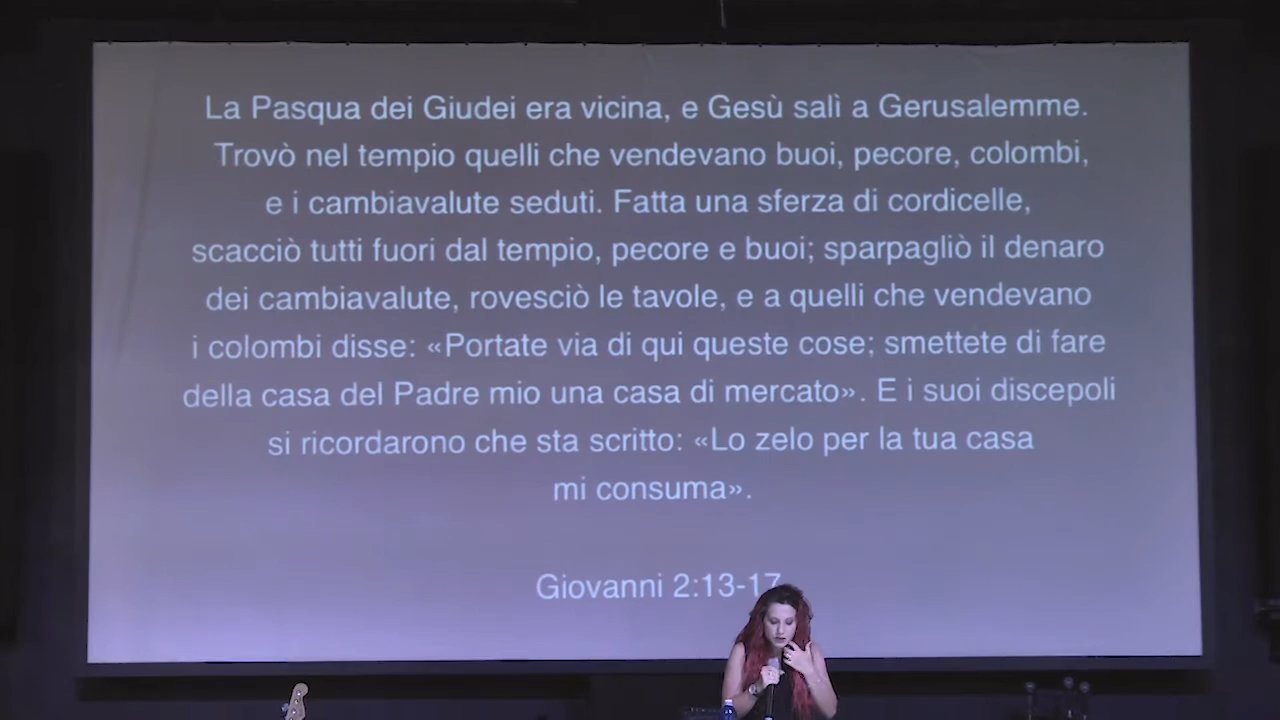 La Pasqua dei Giudei era vicina, e Gesù salì a Gerusalemme.
Trovò nel tempio quelli che vendevano buoi, pecore, colombi,
e i cambiavalute seduti. Fatta una sferza di cordicelle,
scacciò tutti fuori dal tempio, pecore e buoi; sparpagliò il denaro
dei cambiavalute, rovesciò le tavole, e a quelli che vendevano
i colombi disse: «Portate via di qui queste cose; smettete di fare
della casa del Padre mio una casa di mercato». E i suoi discepoli
si ricordarono che sta scritto: «Lo zelo per la tua casa
mi consuma».
Giovanni 2:13-17